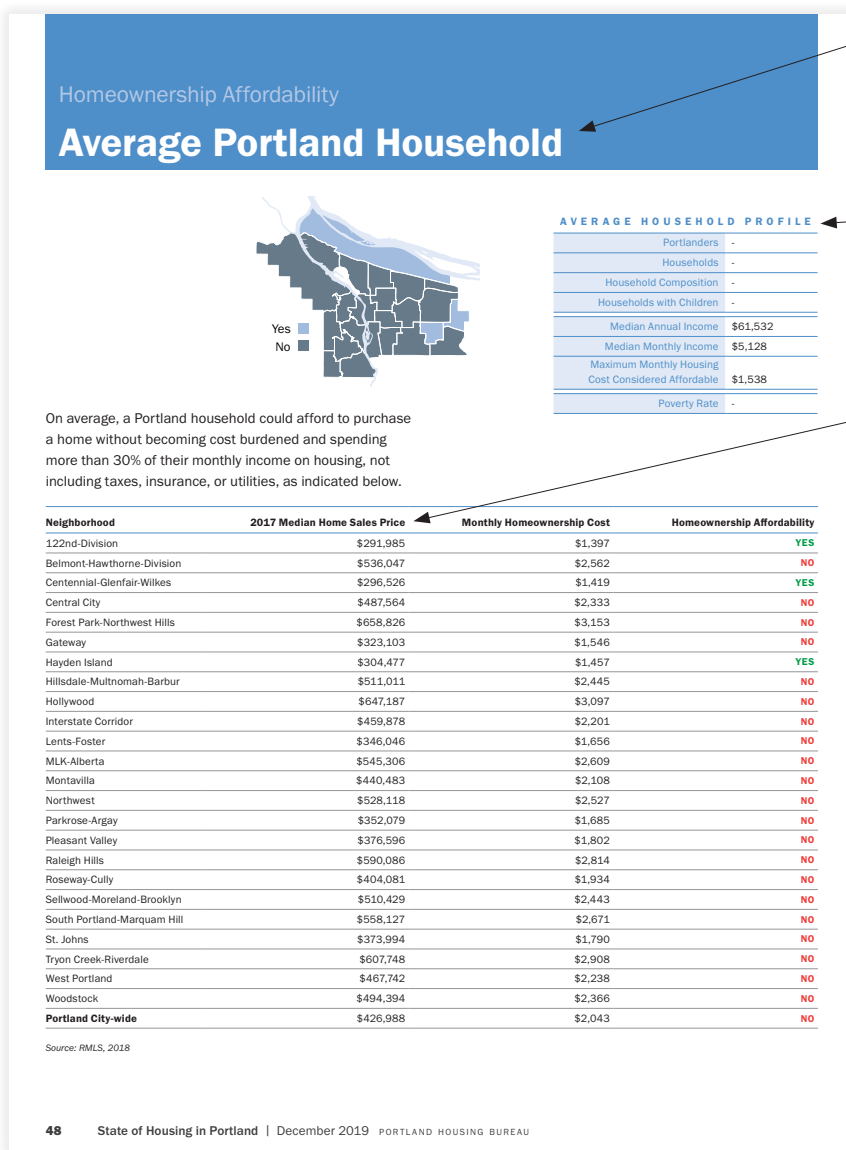 Homeownership Affordability
Average Portland Household
AVERAGE HOUSEHOLD PROFILE
Portlanders -
Households -
Household Composition -
Households with Children -
Median Annual Income $61,532
Median Monthly Income $5,128
Maximum Monthly Housing
Cost Considered Affordable $1,538
Poverty Rate -
Yes
No
On average, a Portland household could afford to purchase
a home without becoming cost burdened and spending
more than 30% of their monthly income on housing, not
including taxes, insurance, or utilities, as indicated below.
Neighborhood 2017 Median Home Sales Price Monthly Homeownership Cost Homeownership Affordability
122nd-Division $291,985 $1,397 YES
Belmont-Hawthorne-Division $536,047 $2,562 NO
Centennial-Glenfair-Wilkes $296,526 $1,419 YES
Central City $487,564 $2,333 NO
Forest Park-Northwest Hills $658,826 $3,153 NO
Gateway $323,103 $1,546 NO
Hayden Island $304,477 $1,457 YES
Hillsdale-Multnomah-Barbur $511,011 $2,445 NO
Hollywood $647,187 $3,097 NO
Interstate Corridor $459,878 $2,201 NO
Lents-Foster $346,046 $1,656 NO
MLK-Alberta $545,306 $2,609 NO
Montavilla $440,483 $2,108 NO
Northwest $528,118 $2,527 NO
Parkrose-Argay $352,079 $1,685 NO
Pleasant Valley $376,596 $1,802 NO
Raleigh Hills $590,086 $2,814 NO
Roseway-Cully $404,081 $1,934 NO
Sellwood-Moreland-Brooklyn $510,429 $2,443 NO
South Portland-Marquam Hill $558,127 $2,671 NO
St. Johns $373,994 $1,790 NO
Tryon Creek-Riverdale $607,748 $2,908 NO
West Portland $467,742 $2,238 NO
Woodstock $494,394 $2,366 NO
Portland City-wide $426,988 $2,043 NO
Source: RMLS, 2018
48 State of Housing in Portland | December 2019 PORTLAND HOUSING BUREAU